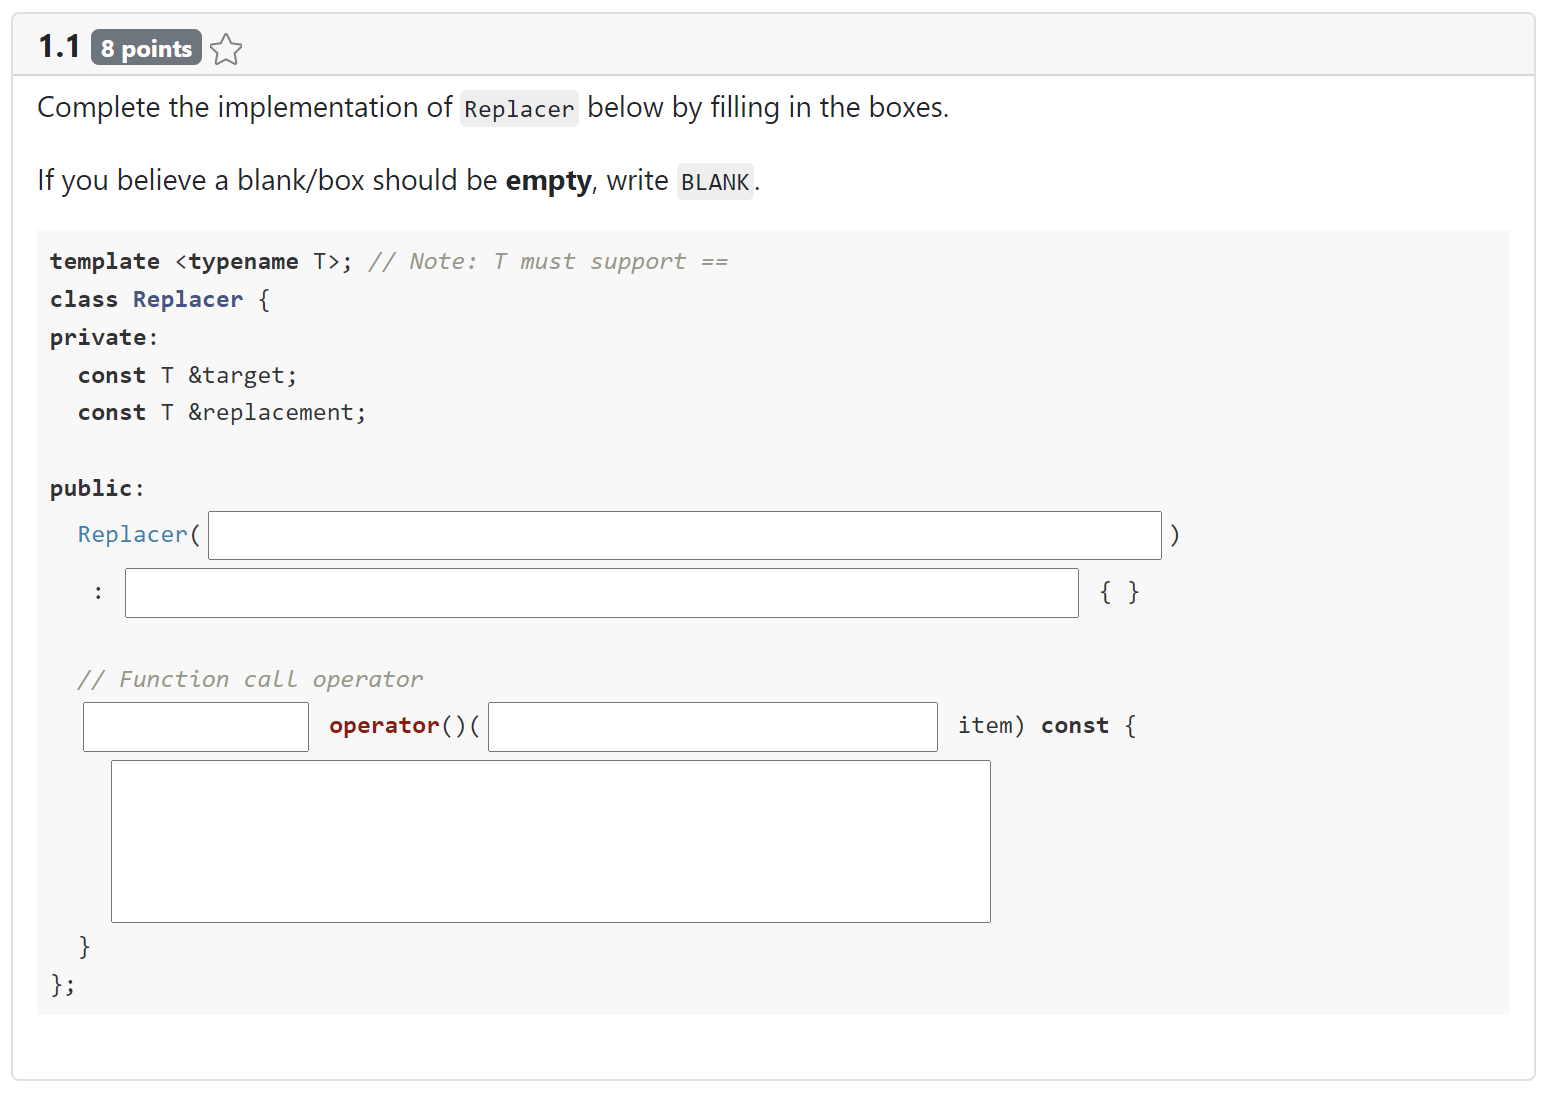 1.1 8 points
Complete the implementation of Replacer below by filling in the boxes.
If you believe a blank/box should be empty, write BLANK.
template <typename T>; // Note: T must support ==
class Replacer {
private:
const T &target;
const T &replacement;
public:
Replacer( )
: { }
// Function call operator
operator()( item) const {
}
};